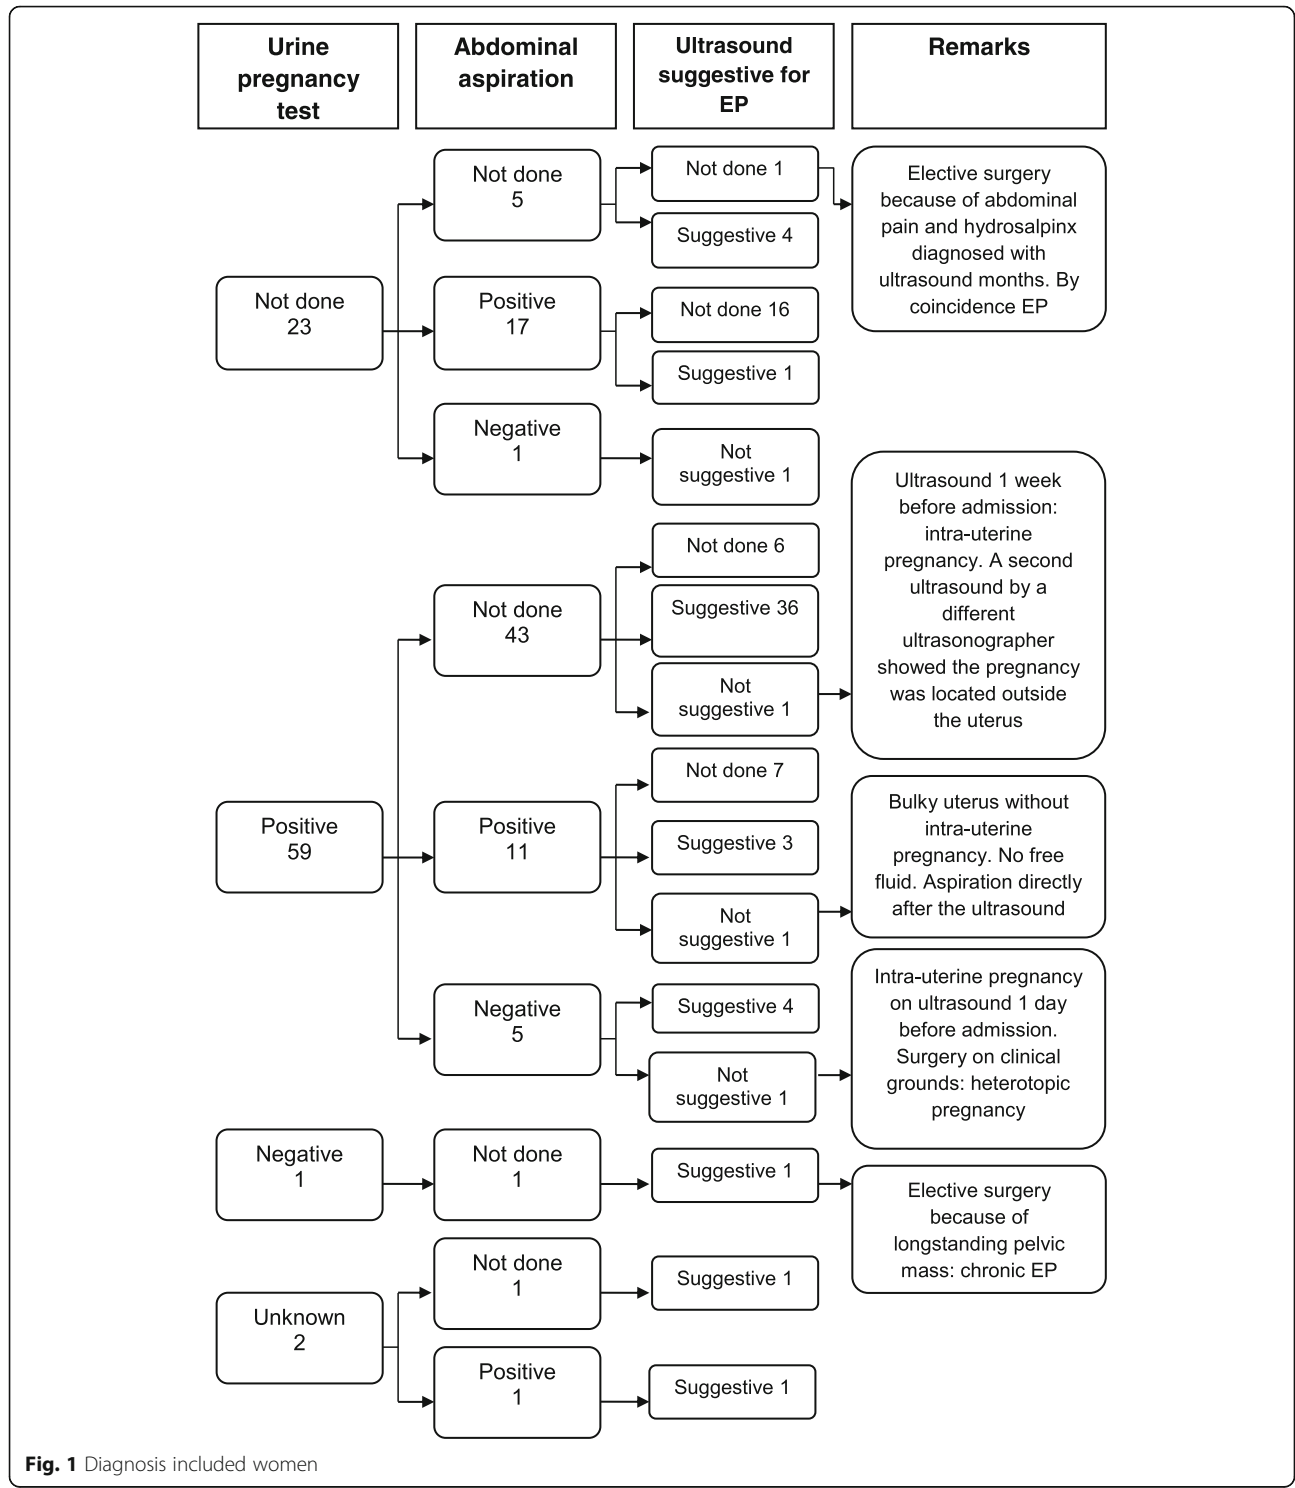 Urine
pregnancy
test
Abdominal
aspiration
Ultrasound
suggestive for
EP
Remarks
Not done
23
Not done
5
Not done 1
Elective surgery
because of abdominal
pain and hydrosalpinx
diagnosed with
ultrasound months. By
coincidence EP
Suggestive 4
Positive
17
Not done 16
Suggestive 1
Negative
1
Not
suggestive 1
Positive
59
Not done
43
Not done 6
Suggestive 36
Not
suggestive 1
Ultrasound 1 week
before admission:
intra-uterine
pregnancy. A second
ultrasound by a
different
ultrasonographer
showed the pregnancy
was located outside
the uterus
Positive
11
Not done 7
Suggestive 3
Not
suggestive 1
Bulky uterus without
intra-uterine
pregnancy. No free
fluid. Aspiration directly
after the ultrasound
Negative
5
Suggestive 4
Not
suggestive 1
Intra-uterine pregnancy
on ultrasound 1 day
before admission.
Surgery on clinical
grounds: heterotopic
pregnancy
Negative
1
Not done
1
Suggestive 1
Elective surgery
because of
longstanding pelvic
mass: chronic EP
Unknown
2
Not done
1
Suggestive 1
Positive
1
Suggestive 1
Fig. 1 Diagnosis included women